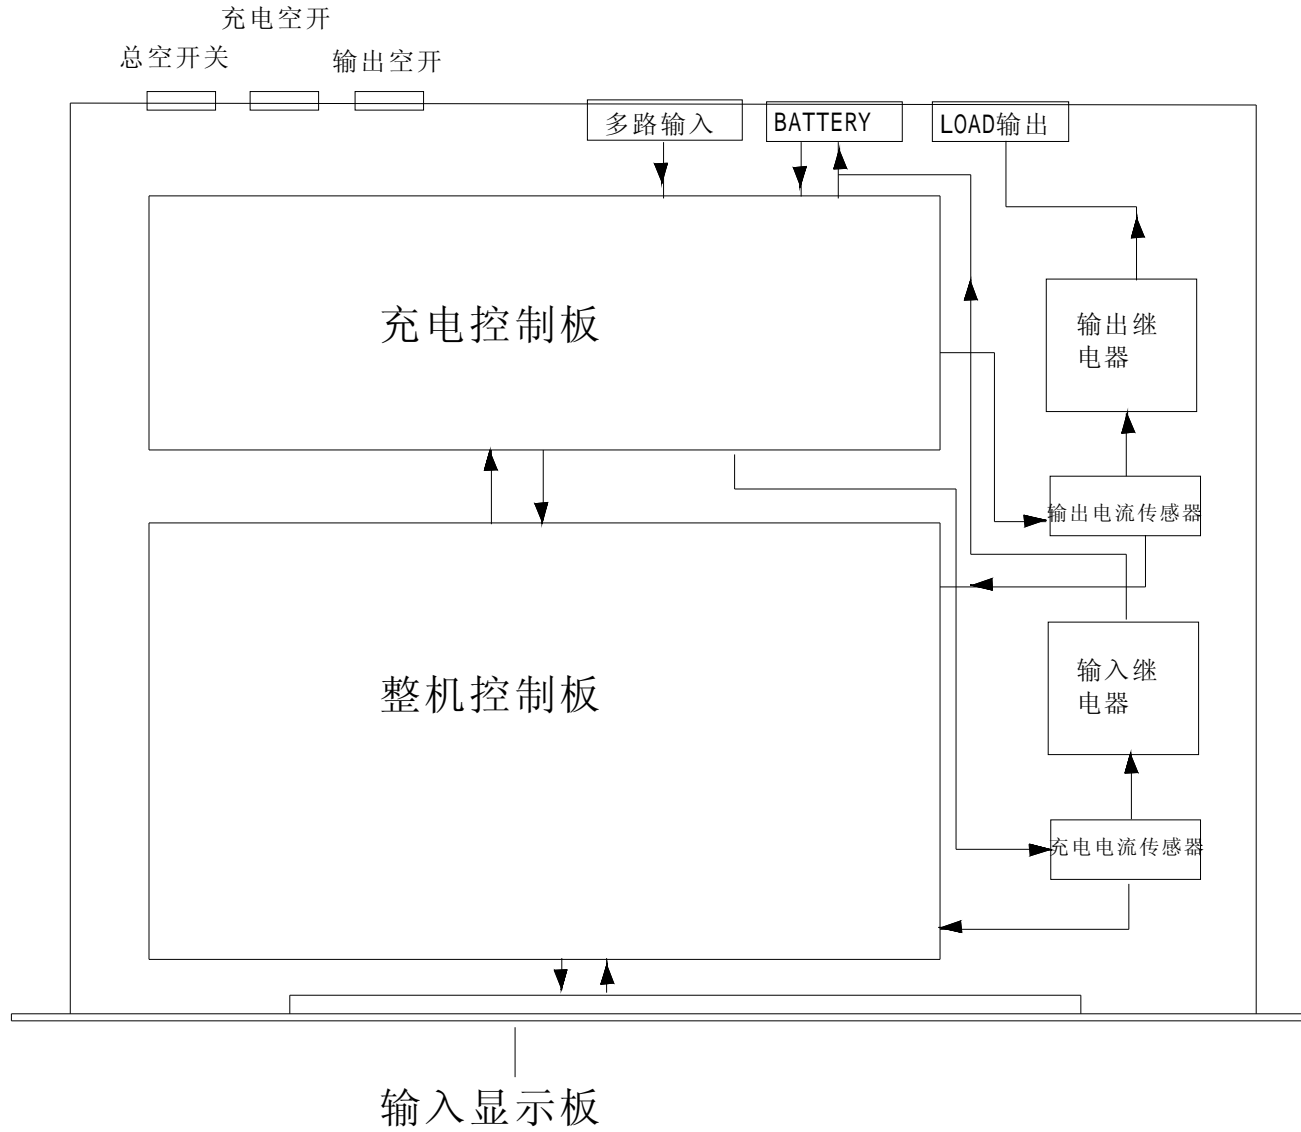 充电空开
总空开关
输出空开
多路输入
BATTERY
LOAD输出
充电控制板
输出继
电器
输出电流传感器
整机控制板
输入继
电器
充电电流传感器
输入显示板